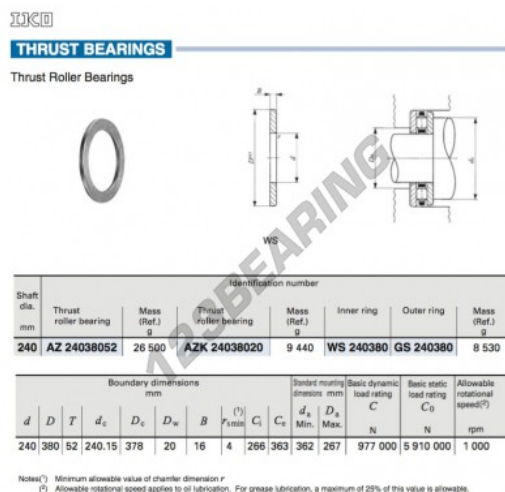 IKO
THRUST BEARINGS
Thrust Roller Bearings
B
r
D
d
Da
da
WS
123BEARING
Identification number
Shaft dia. mm
Thrust roller bearing
Mass (Ref.) g
Thrust roller bearing
Mass (Ref.) g
Inner ring
Outer ring
Mass (Ref.) g
240 AZ 24038052 26 500 AZK 24038020 9 440 WS 240380 GS 240380 8 530
Boundary dimensions mm
Standard mounting dimensions mm
Basic dynamic load rating C N
Basic static load rating C0 N
Allowable rotational speed(2) rpm
d D T dc Dc Dw B rs min(1) Ci Ce da Min. Da Max.
240 380 52 240.15 378 20 16 4 266 363 362 267 977 000 5 910 000 1 000
Notes(1) Minimum allowable value of chamfer dimension r
(2) Allowable rotational speed applies to oil lubrication. For grease lubrication, a maximum of 25% of this value is allowable.